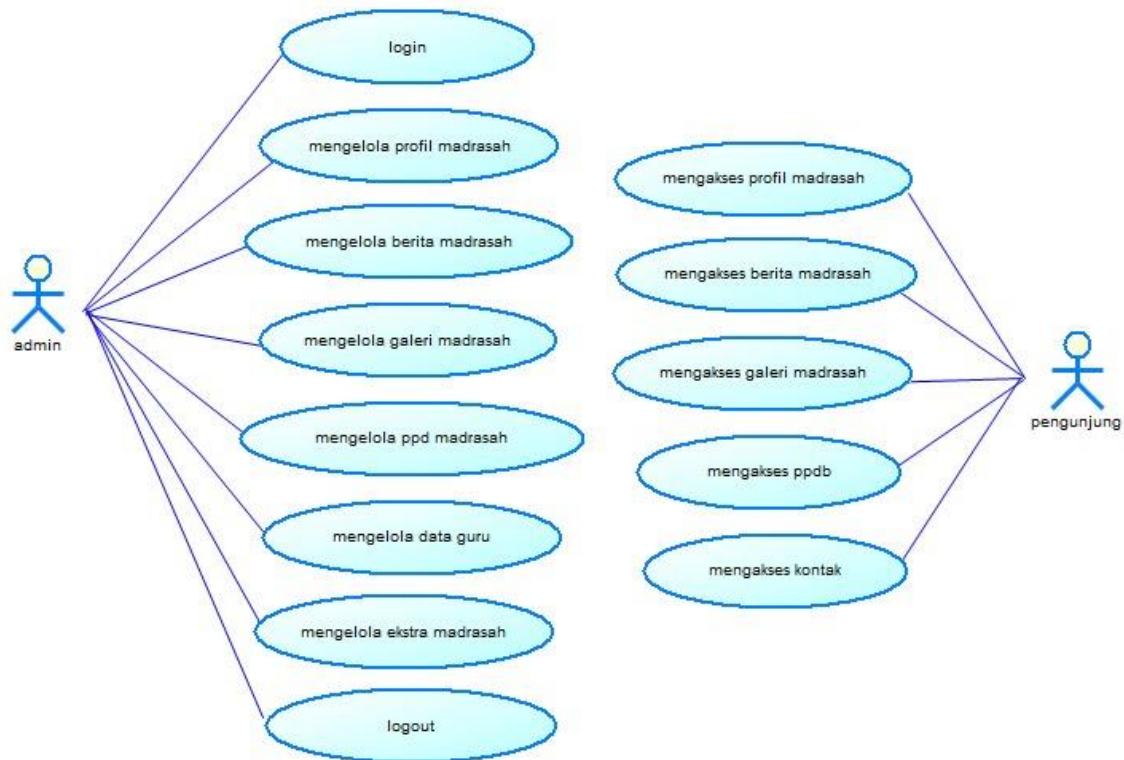 login
mengelola profil madrasah
mengelola berita madrasah
mengelola galeri madrasah
mengelola ppd madrasah
mengelola data guru
mengelola ekstra madrasah
logout
admin
mengakses profil madrasah
mengakses berita madrasah
mengakses galeri madrasah
mengakses ppdb
mengakses kontak
pengunjung